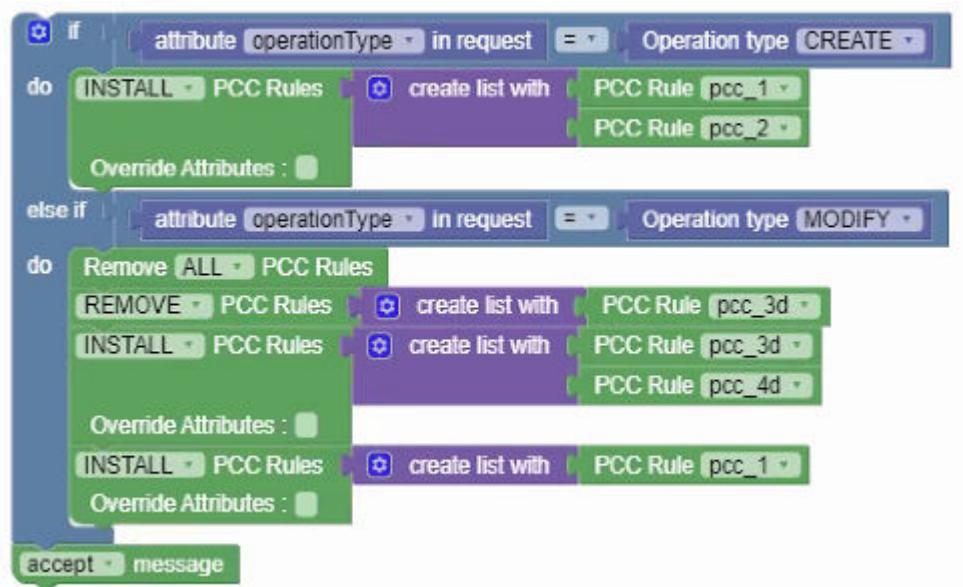 if attribute operationType in request = Operation type CREATE
do INSTALL PCC Rules create list with PCC Rule pcc_1
PCC Rule pcc_2
Override Attributes :
else if attribute operationType in request = Operation type MODIFY
do Remove ALL PCC Rules
REMOVE PCC Rules create list with PCC Rule pcc_3d
INSTALL PCC Rules create list with PCC Rule pcc_3d
PCC Rule pcc_4d
Override Attributes :
INSTALL PCC Rules create list with PCC Rule pcc_1
Override Attributes :
accept message